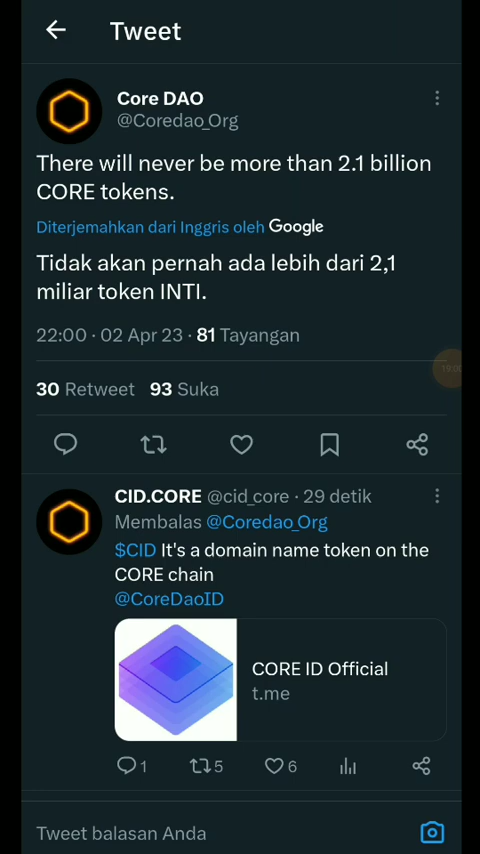 Tweet
Core DAO
@Coredao_Org
There will never be more than 2.1 billion
CORE tokens.
Diterjemahkan dari Inggris oleh Google
Tidak akan pernah ada lebih dari 2,1
miliar token INTI.
22:00 · 02 Apr 23 · 81 Tayangan
19:00
30 Retweet 93 Suka
CID.CORE @cid_core · 29 detik
Membalas @Coredao_Org
$CID It's a domain name token on the
CORE chain
@CoreDaoID
CORE ID Official
t.me
1 5 6
Tweet balasan Anda